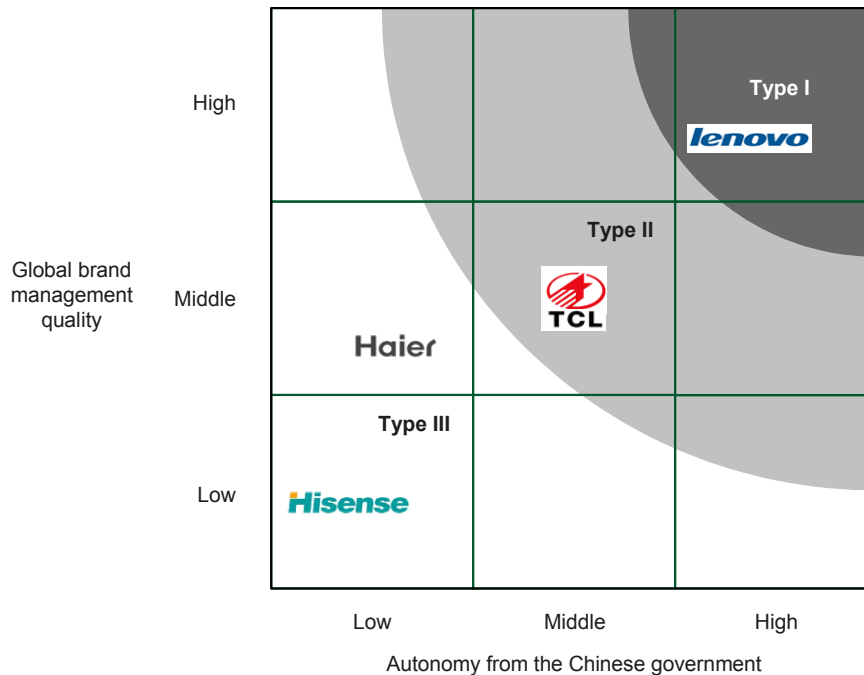 High
Type I
lenovo
Type II
Global brand
management
quality
Middle
TCL
Haier
Type III
Low
Hisense
Low
Middle
High
Autonomy from the Chinese government